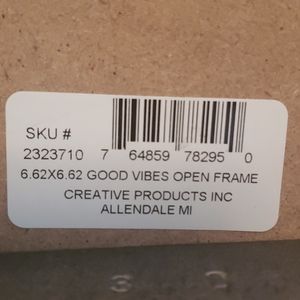 SKU #
2323710 7 64859 78295 0
6.62X6.62 GOOD VIBES OPEN FRAME
CREATIVE PRODUCTS INC
ALLENDALE MI